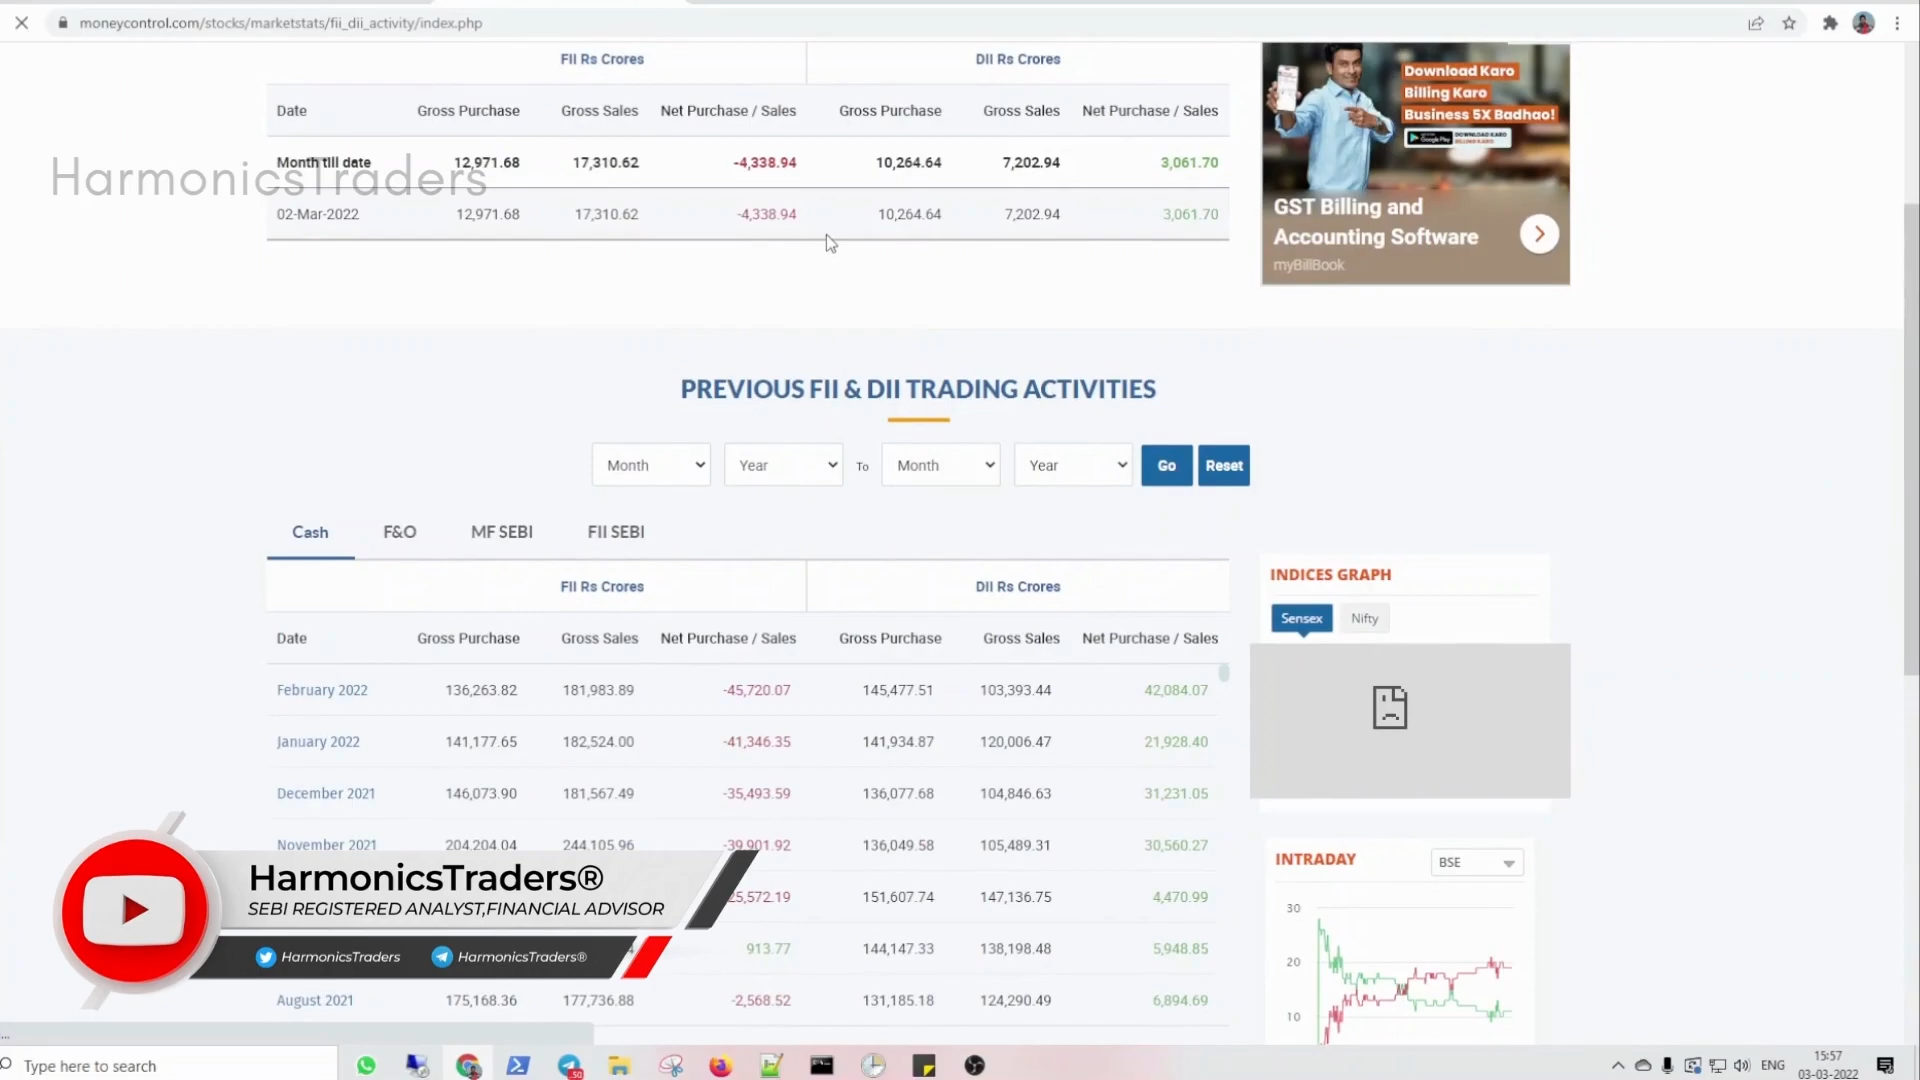 moneycontrol.com/stocks/marketstats/fii_dii_activity/index.php
FII Rs Crores DII Rs Crores
Date Gross Purchase Gross Sales Net Purchase / Sales Gross Purchase Gross Sales Net Purchase / Sales
Month till date 12,971.68 17,310.62 -4,338.94 10,264.64 7,202.94 3,061.70
HarmonicsTraders
02-Mar-2022 12,971.68 17,310.62 -4,338.94 10,264.64 7,202.94 3,061.70
Download Karo
Billing Karo
Business 5X Badhao!
DOWNLOAD KARO
BILLING KARO
Google Play
GST Billing and
Accounting Software
myBillBook
PREVIOUS FII & DII TRADING ACTIVITIES
Month Year To Month Year Go Reset
Cash F&O MF SEBI FII SEBI
FII Rs Crores DII Rs Crores
Date Gross Purchase Gross Sales Net Purchase / Sales Gross Purchase Gross Sales Net Purchase / Sales
February 2022 136,263.82 181,983.89 -45,720.07 145,477.51 103,393.44 42,084.07
January 2022 141,177.65 182,524.00 -41,346.35 141,934.87 120,006.47 21,928.40
December 2021 146,073.90 181,567.49 -35,493.59 136,077.68 104,846.63 31,231.05
November 2021 204,204.04 244,105.96 -39,901.92 136,049.58 105,489.31 30,560.27
25,572.19 151,607.74 147,136.75 4,470.99
913.77 144,147.33 138,198.48 5,948.85
August 2021 175,168.36 177,736.88 -2,568.52 131,185.18 124,290.49 6,894.69
INDICES GRAPH
Sensex Nifty
INTRADAY BSE
30
20
10
HarmonicsTraders®
SEBI REGISTERED ANALYST,FINANCIAL ADVISOR
HarmonicsTraders HarmonicsTraders®
...
Type here to search
50
ENG
15:57
03-03-2022